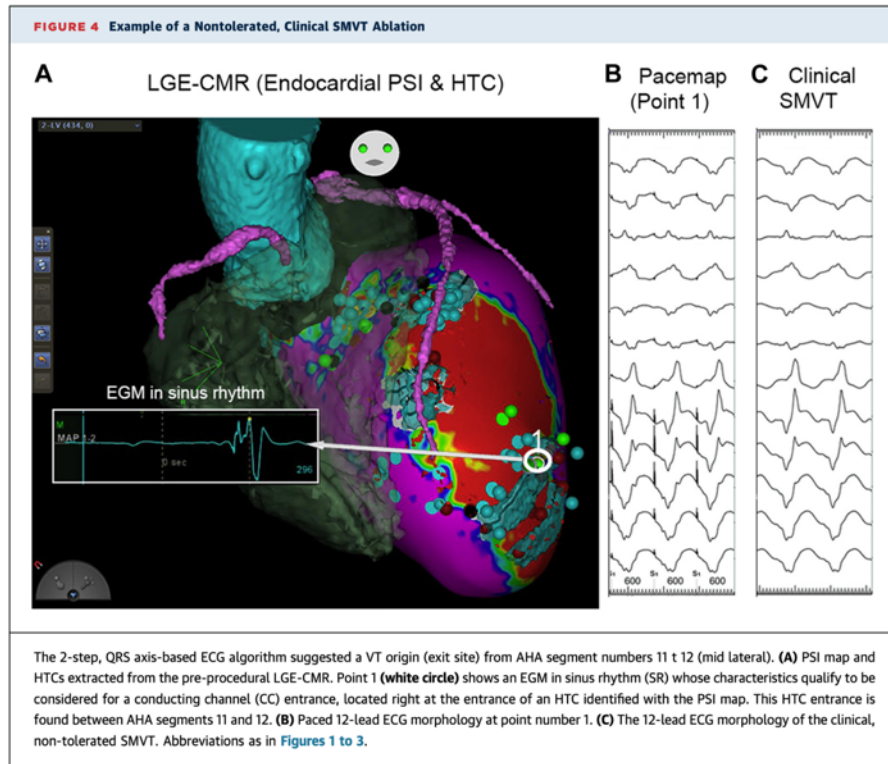 FIGURE 4 Example of a Nontolerated, Clinical SMVT Ablation
A
LGE-CMR (Endocardial PSI & HTC)
B Pacemap
(Point 1)
C Clinical
SMVT
2-LV (434, 0)
1
EGM in sinus rhythm
M
MAP 1-2
0 sec
296
S1 600 S1 600 S1 600
The 2-step, QRS axis-based ECG algorithm suggested a VT origin (exit site) from AHA segment numbers 11 t 12 (mid lateral). (A) PSI map and
HTCs extracted from the pre-procedural LGE-CMR. Point 1 (white circle) shows an EGM in sinus rhythm (SR) whose characteristics qualify to be
considered for a conducting channel (CC) entrance, located right at the entrance of an HTC identified with the PSI map. This HTC entrance is
found between AHA segments 11 and 12. (B) Paced 12-lead ECG morphology at point number 1. (C) The 12-lead ECG morphology of the clinical,
non-tolerated SMVT. Abbreviations as in Figures 1 to 3.